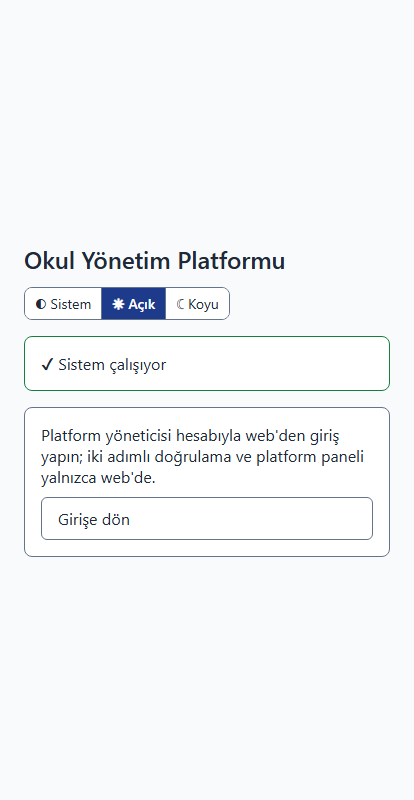 Okul Yönetim Platformu
◐ Sistem ✱ Açık ☾ Koyu
✔ Sistem çalışıyor
Platform yöneticisi hesabıyla web'den giriş
yapın; iki adımlı doğrulama ve platform paneli
yalnızca web'de.
Girişe dön